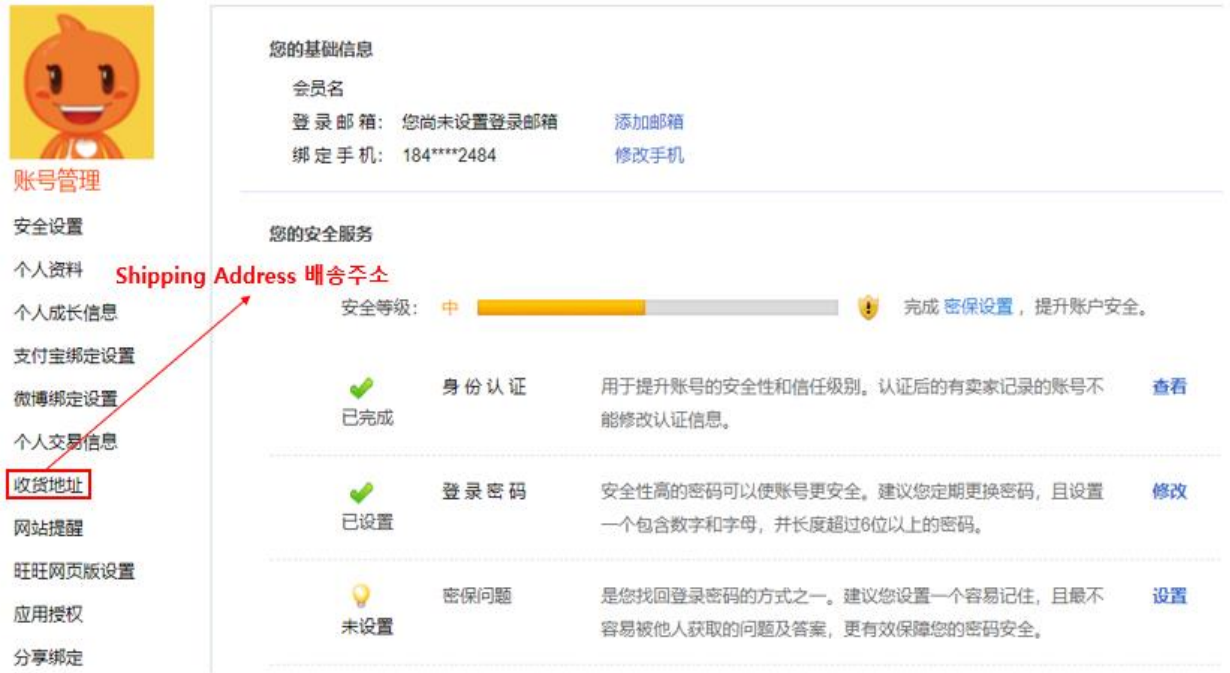 账号管理
安全设置
个人资料
个人成长信息
支付宝绑定设置
微博绑定设置
个人交易信息
收货地址
网站提醒
旺旺网页版设置
应用授权
分享绑定
Shipping Address 배송주소
您的基础信息
会员名
登录邮箱: 您尚未设置登录邮箱 添加邮箱
绑定手机: 184****2484 修改手机
您的安全服务
安全等级: 中 完成 密保设置，提升账户安全。
身份认证 用于提升账号的安全性和信任级别。认证后的有卖家记录的账号不 查看
已完成 能修改认证信息。
登录密码 安全性高的密码可以使账号更安全。建议您定期更换密码，且设置 修改
已设置 一个包含数字和字母，并长度超过6位以上的密码。
密保问题 是您找回登录密码的方式之一。建议您设置一个容易记住，且最不 设置
未设置 容易被他人获取的问题及答案，更有效保障您的密码安全。